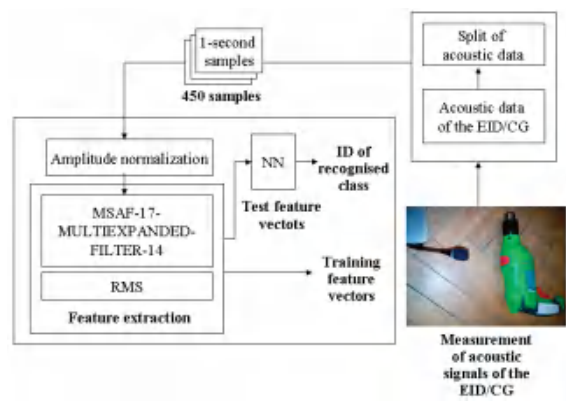 1-second
samples
450 samples
Split of
acoustic data
Acoustic data
of the EID/CG
Amplitude normalization
MSAF-17-
MULTIEXPANDED-
FILTER-14
RMS
Feature extraction
NN
ID of
recognised
class
Test feature
vectots
Training
feature
vectors
Measurement
of acoustic
signals of the
EID/CG